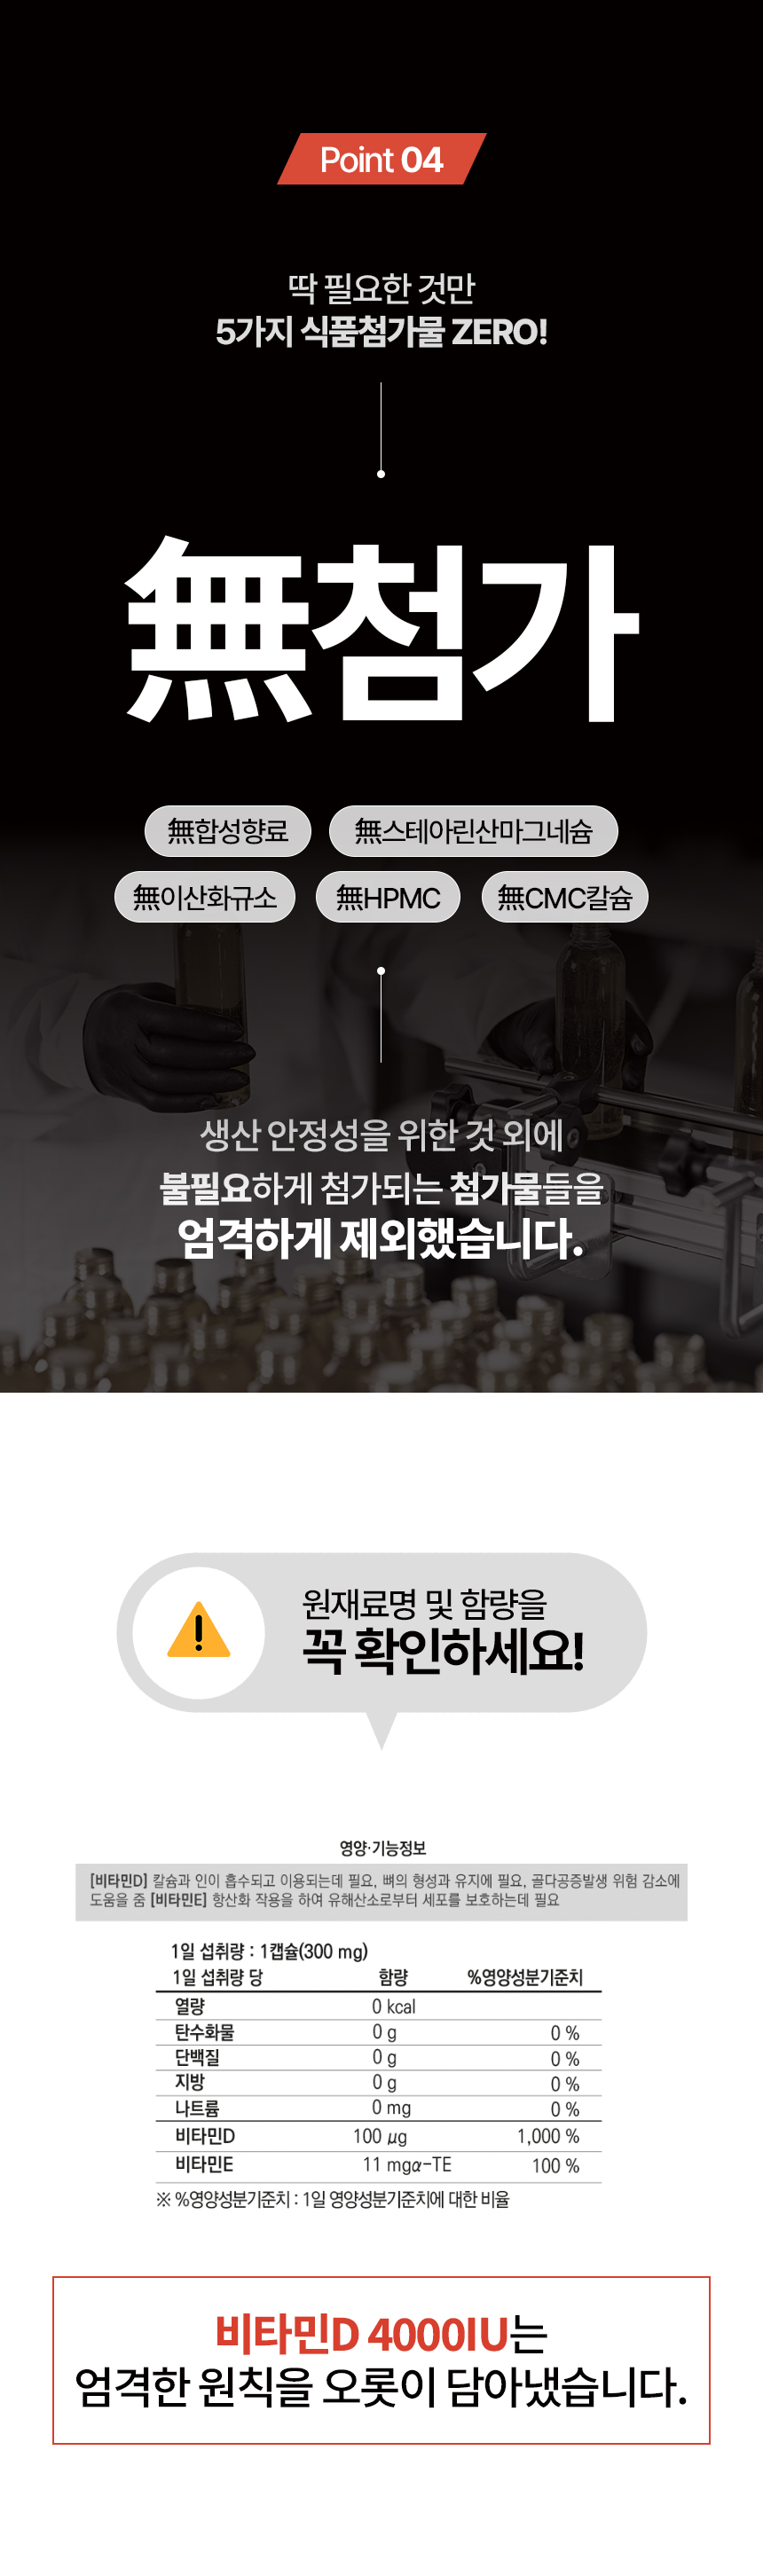 Point 04
딱 필요한 것만
5가지 식품첨가물 ZERO!
無첨가
無합성향료 無스테아린산마그네슘
無이산화규소 無HPMC 無CMC칼슘
생산 안정성을 위한 것 외에
불필요하게 첨가되는 첨가물들을
엄격하게 제외했습니다.
원재료명 및 함량을
꼭 확인하세요!
영양·기능정보
[비타민D] 칼슘과 인이 흡수되고 이용되는데 필요, 뼈의 형성과 유지에 필요, 골다공증발생 위험 감소에
도움을 줌 [비타민E] 항산화 작용을 하여 유해산소로부터 세포를 보호하는데 필요
1일 섭취량 : 1캡슐(300 mg)
1일 섭취량 당 함량 %영양성분기준치
열량 0 kcal
탄수화물 0 g 0 %
단백질 0 g 0 %
지방 0 g 0 %
나트륨 0 mg 0 %
비타민D 100 μg 1,000 %
비타민E 11 mgα-TE 100 %
※ %영양성분기준치 : 1일 영양성분기준치에 대한 비율
비타민D 4000IU는
엄격한 원칙을 오롯이 담아냈습니다.